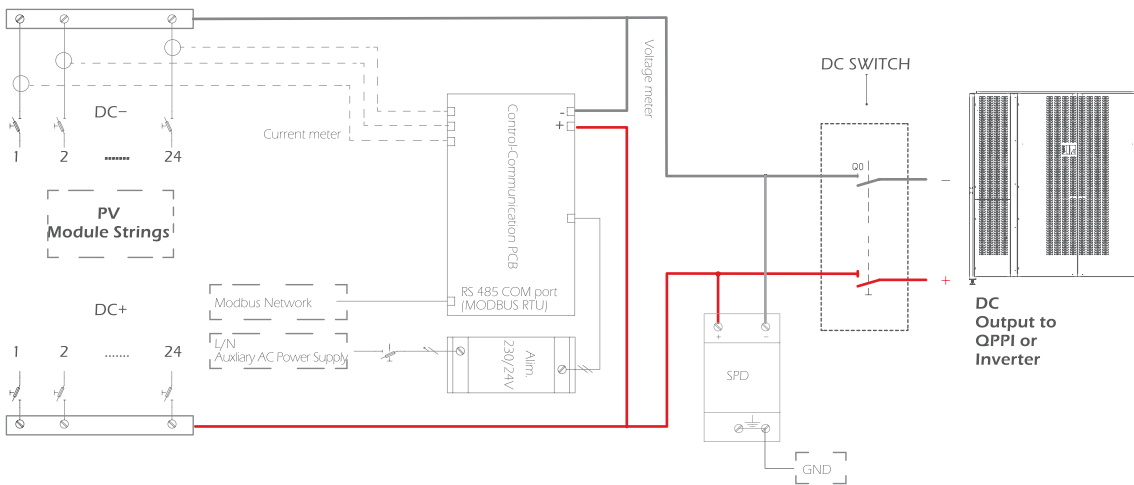 DC−
1 2 ....... 24
Current meter
PV
Module Strings
DC+
1 2 ....... 24
Modbus Network
L/N
Auxliary AC Power Supply
Control-Communication PCB
- 
+
RS 485 COM port
(MODBUS RTU)
Alim.
230/24V
Voltage meter
DC SWITCH
Q0
−
+
+ −
SPD
GND
DC
Output to
QPPI or
Inverter